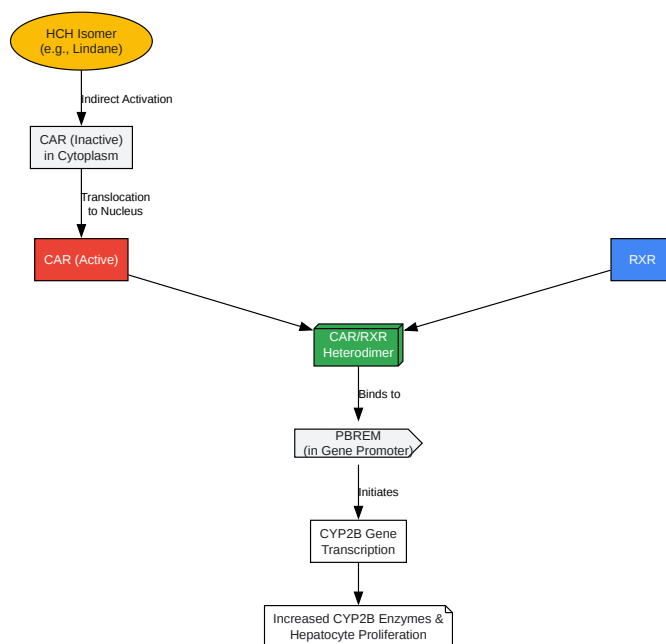 HCH Isomer
(e.g., Lindane)
Indirect Activation
CAR (Inactive)
in Cytoplasm
Translocation
to Nucleus
CAR (Active)
RXR
CAR/RXR
Heterodimer
Binds to
PBREM
(in Gene Promoter)
Initiates
CYP2B Gene
Transcription
Increased CYP2B Enzymes &
Hepatocyte Proliferation